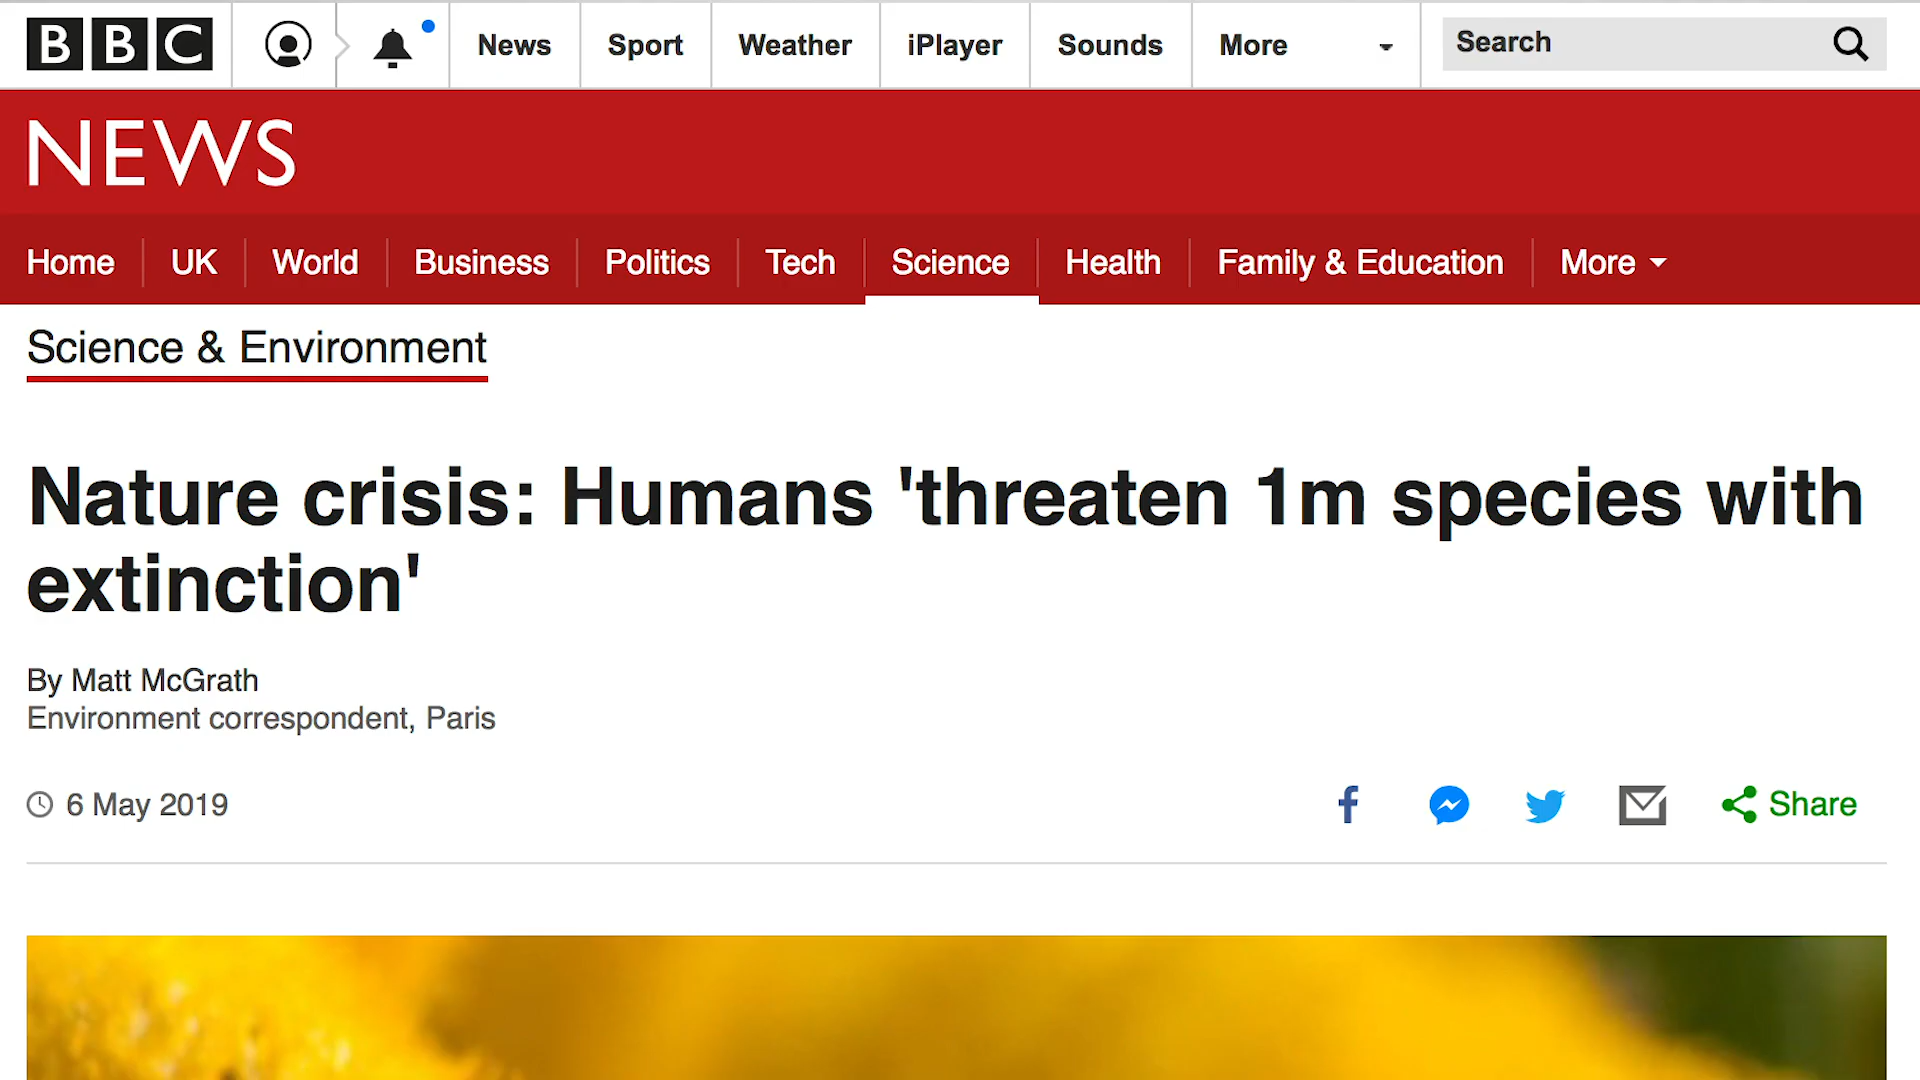 BBC News Sport Weather iPlayer Sounds More Search
NEWS
Home UK World Business Politics Tech Science Health Family & Education More
Science & Environment
Nature crisis: Humans 'threaten 1m species with
extinction'
By Matt McGrath
Environment correspondent, Paris
6 May 2019 f Share